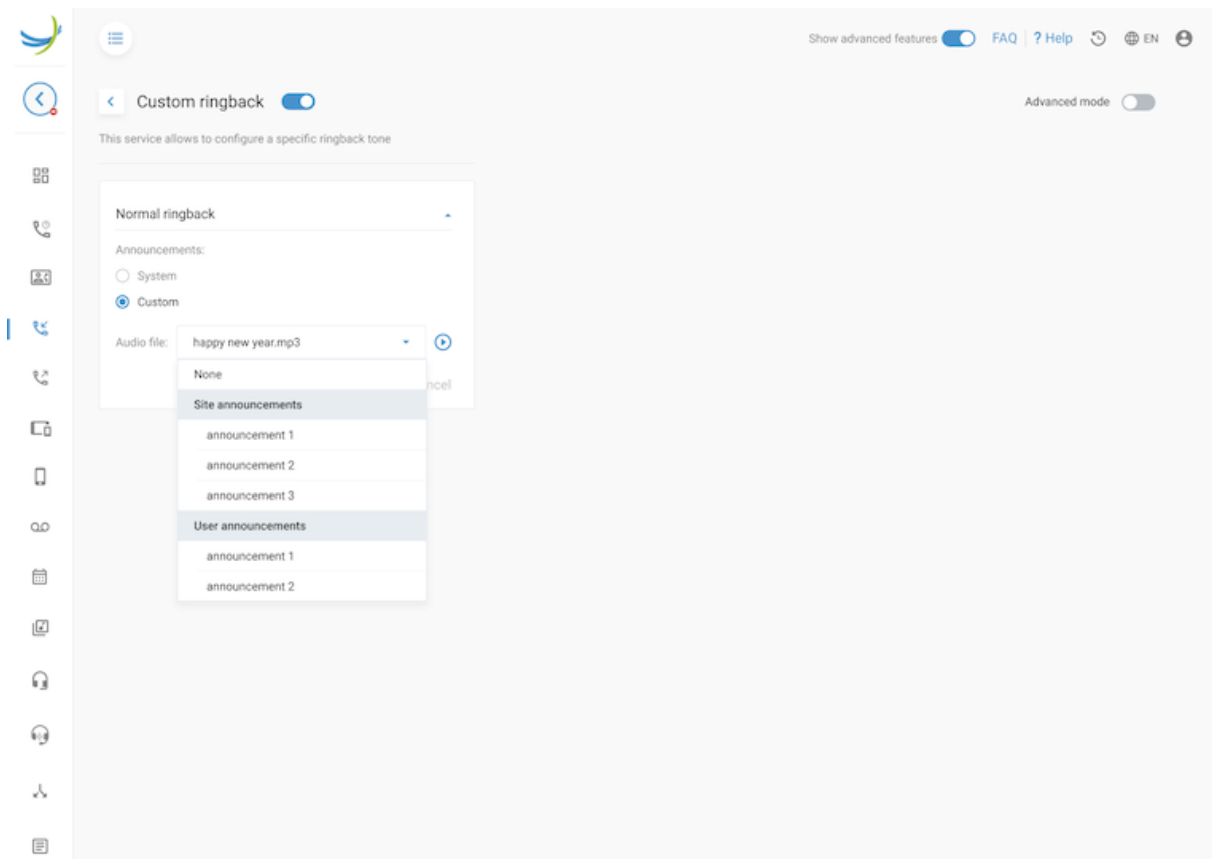 Show advanced features FAQ ? Help EN
Custom ringback Advanced mode
This service allows to configure a specific ringback tone
Normal ringback
Announcements:
System
Custom
Audio file: happy new year.mp3
None
ncel
Site announcements
announcement 1
announcement 2
announcement 3
User announcements
announcement 1
announcement 2